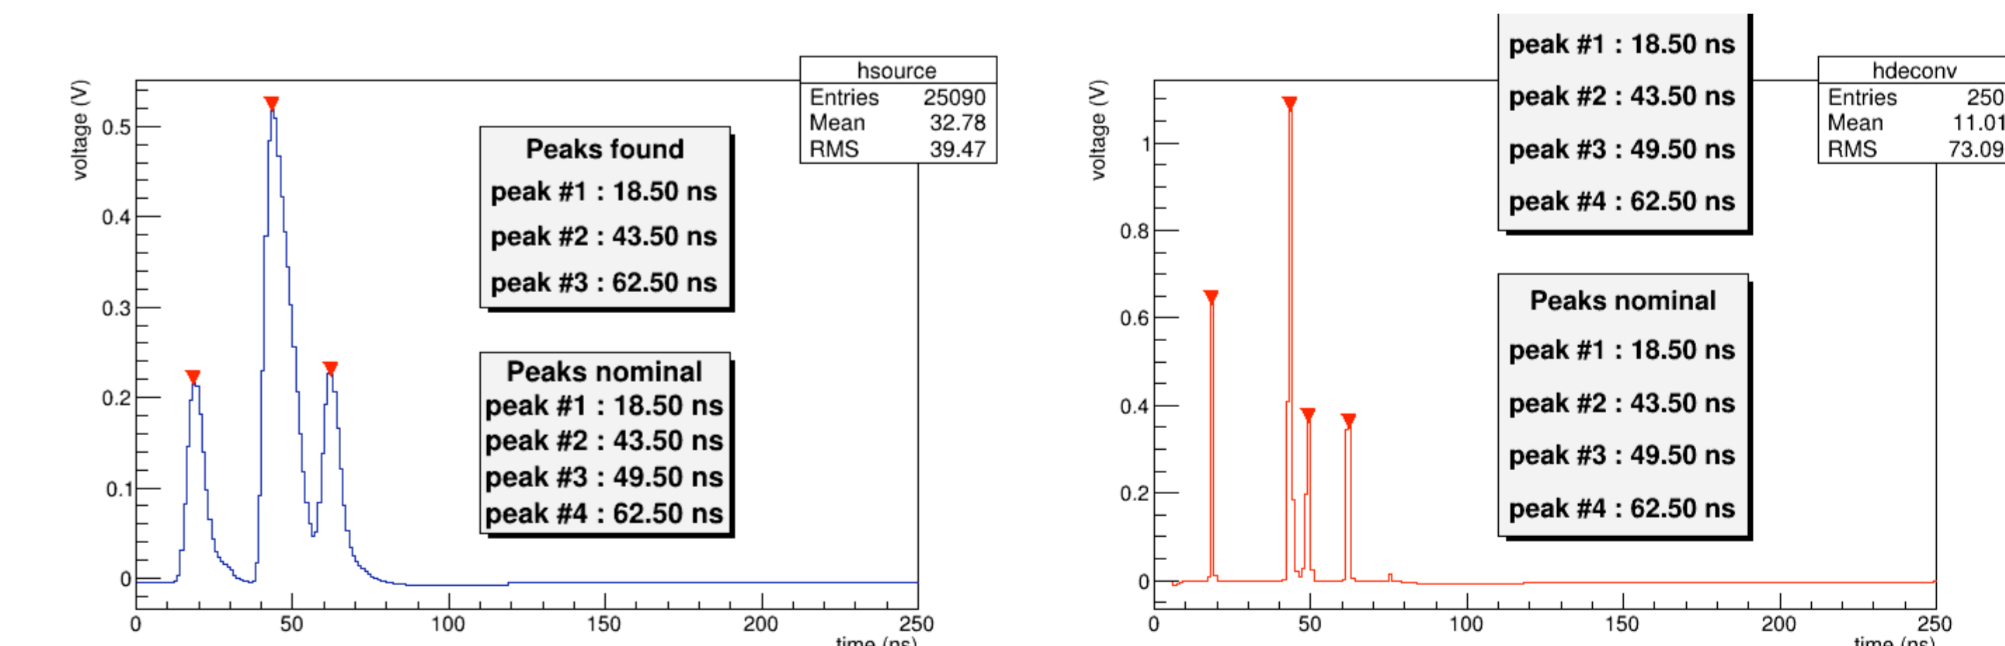 hsource
Entries 25090
Mean 32.78
RMS 39.47
voltage (V)
0.5
0.4
0.3
0.2
0.1
0
Peaks found
peak #1 : 18.50 ns
peak #2 : 43.50 ns
peak #3 : 62.50 ns
Peaks nominal
peak #1 : 18.50 ns
peak #2 : 43.50 ns
peak #3 : 49.50 ns
peak #4 : 62.50 ns
0 50 100 150 200 250
time (ns)
peak #1 : 18.50 ns
peak #2 : 43.50 ns
peak #3 : 49.50 ns
peak #4 : 62.50 ns
hdeconv
Entries 250
Mean 11.01
RMS 73.09
voltage (V)
1
0.8
0.6
0.4
0.2
0
Peaks nominal
peak #1 : 18.50 ns
peak #2 : 43.50 ns
peak #3 : 49.50 ns
peak #4 : 62.50 ns
0 50 100 150 200 250
time (ns)